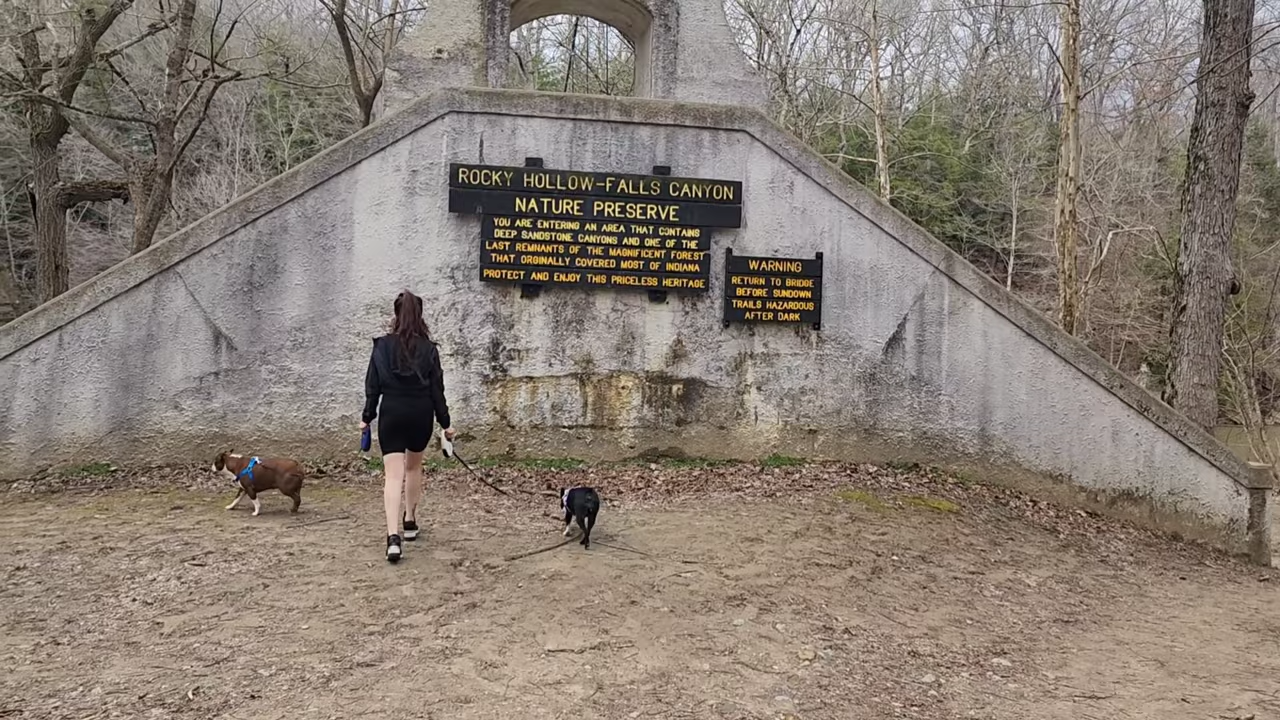 ROCKY HOLLOW-FALLS CANYON
NATURE PRESERVE
YOU ARE ENTERING AN AREA THAT CONTAINS
DEEP SANDSTONE CANYONS AND ONE OF THE
LAST REMNANTS OF THE MAGNIFICENT FOREST
THAT ORGINALLY COVERED MOST OF INDIANA
PROTECT AND ENJOY THIS PRICELESS HERITAGE
WARNING
RETURN TO BRIDGE
BEFORE SUNDOWN
TRAILS HAZARDOUS
AFTER DARK